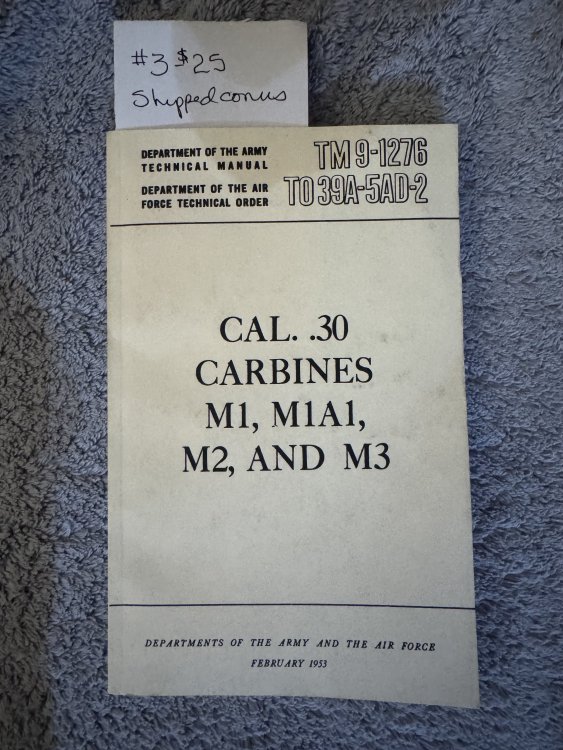 #3 $25
Shipped conus
DEPARTMENT OF THE ARMY
TECHNICAL MANUAL
DEPARTMENT OF THE AIR
FORCE TECHNICAL ORDER
TM 9-1276
TO 39A-5AD-2
CAL. .30
CARBINES
M1, M1A1,
M2, AND M3
DEPARTMENTS OF THE ARMY AND THE AIR FORCE
FEBRUARY 1953